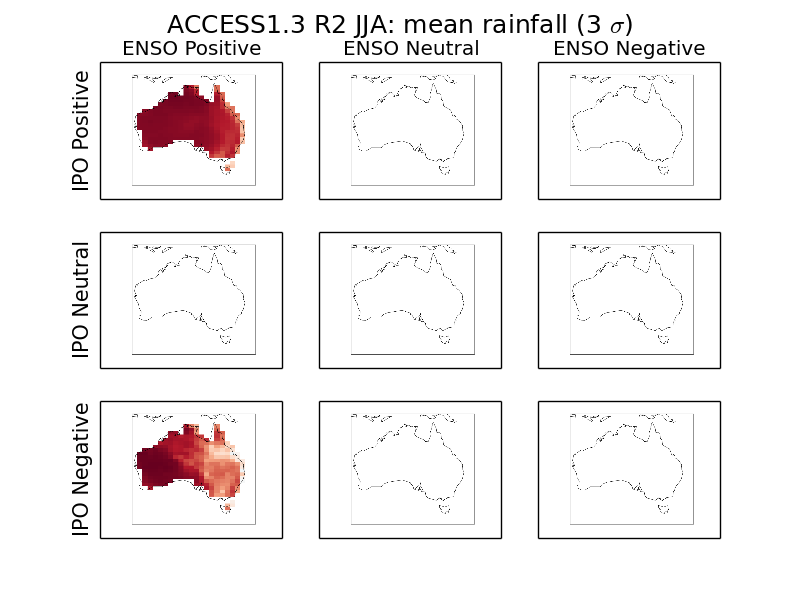 ACCESS1.3 R2 JJA: mean rainfall (3 σ)
ENSO Positive ENSO Neutral ENSO Negative
IPO Positive
IPO Neutral
IPO Negative